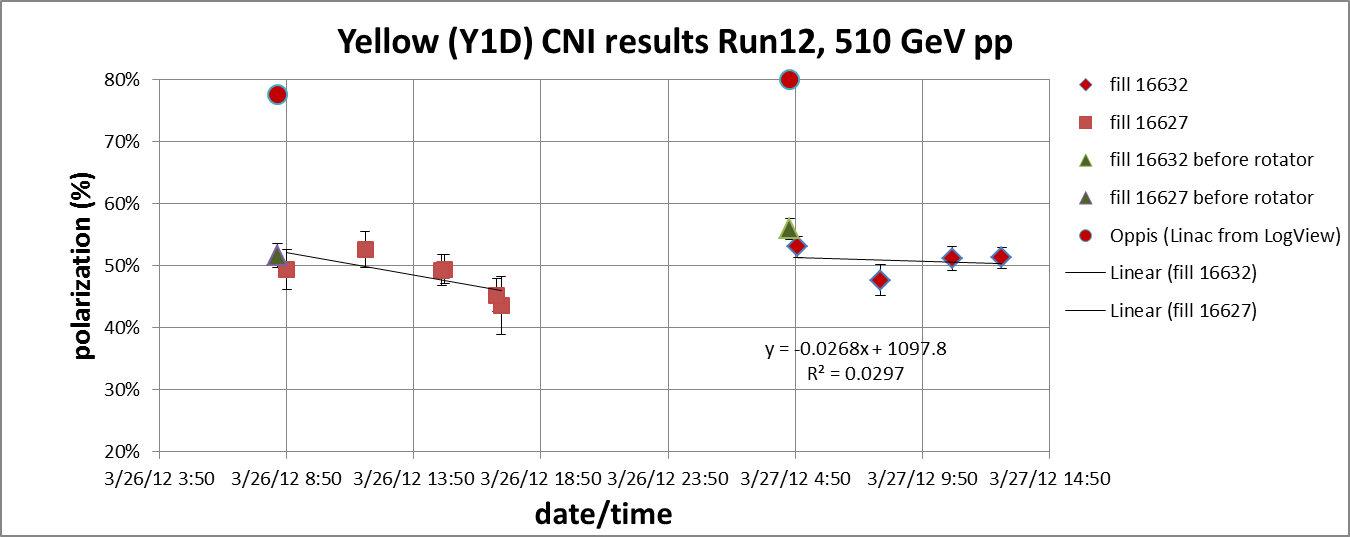 Yellow (Y1D) CNI results Run12, 510 GeV pp
80%
70%
60%
50%
40%
30%
20%
polarization (%)
3/26/12 3:50 3/26/12 8:50 3/26/12 13:50 3/26/12 18:50 3/26/12 23:50 3/27/12 4:50 3/27/12 9:50 3/27/12 14:50
date/time
y = -0.0268x + 1097.8
R² = 0.0297
fill 16632
fill 16627
fill 16632 before rotator
fill 16627 before rotator
Oppis (Linac from LogView)
Linear (fill 16632)
Linear (fill 16627)